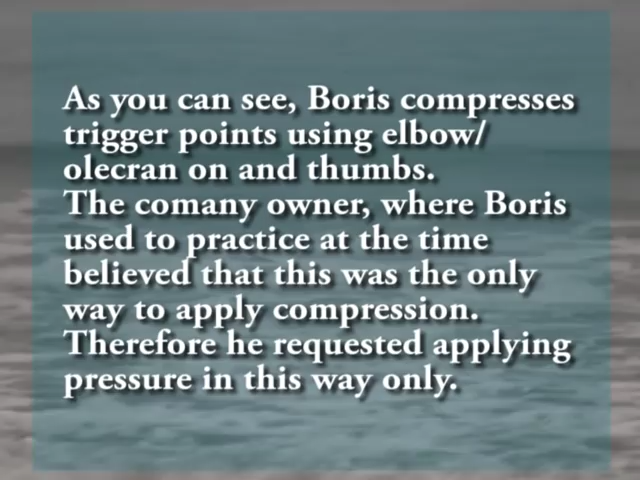 As you can see, Boris compresses
trigger points using elbow/
olecran on and thumbs.
The comany owner, where Boris
used to practice at the time
believed that this was the only
way to apply compression.
Therefore he requested applying
pressure in this way only.